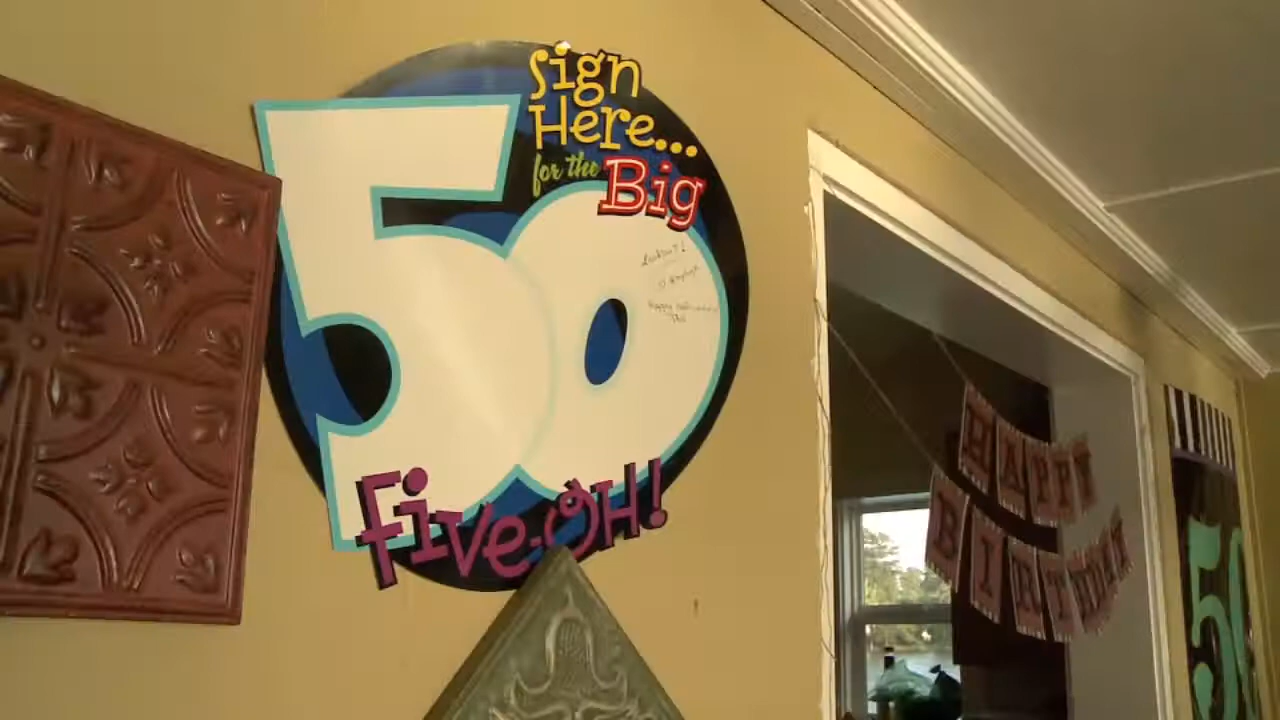 Sign
Here...
for the
Big
50
Five-OH!
HAPPY
BIRTHDAY
50